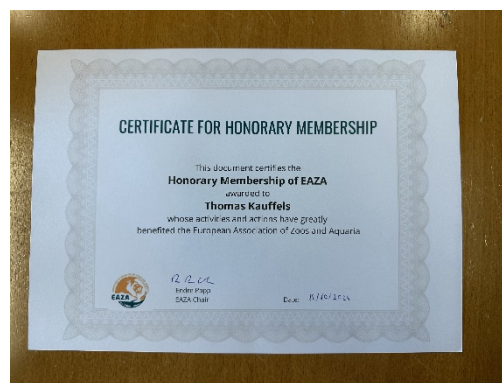 CERTIFICATE FOR HONORARY MEMBERSHIP
This document certifies the
Honorary Membership of EAZA
awarded to
Thomas Kauffels
whose activities and actions have greatly
benefited the European Association of Zoos and Aquaria
EAZA
Endre Papp
EAZA Chair
Date: